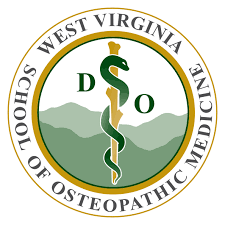 WEST VIRGINIA
SCHOOL OF OSTEOPATHIC MEDICINE
D O